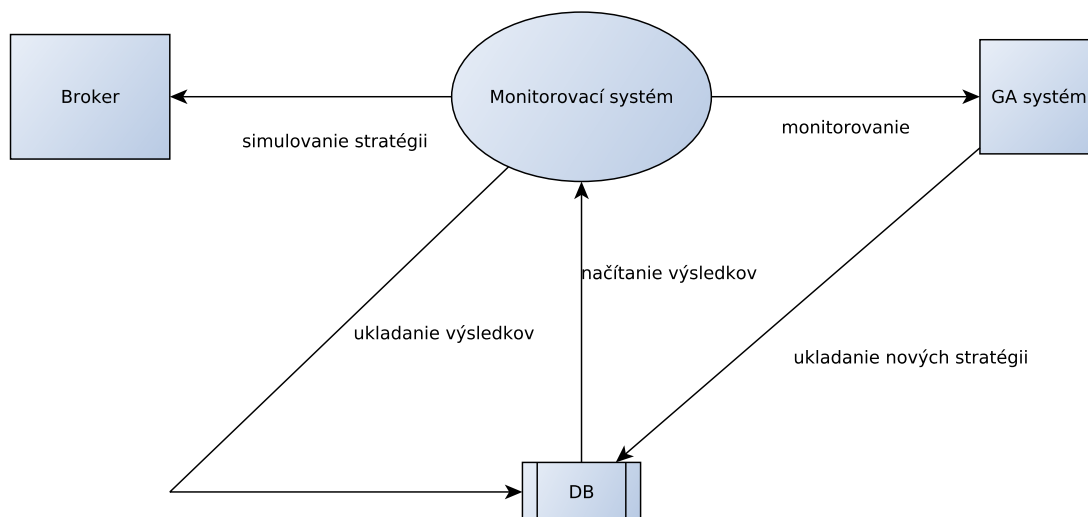 Broker
Monitorovací systém
GA systém
simulovanie stratégii
monitorovanie
načítanie výsledkov
ukladanie výsledkov
ukladanie nových stratégii
DB